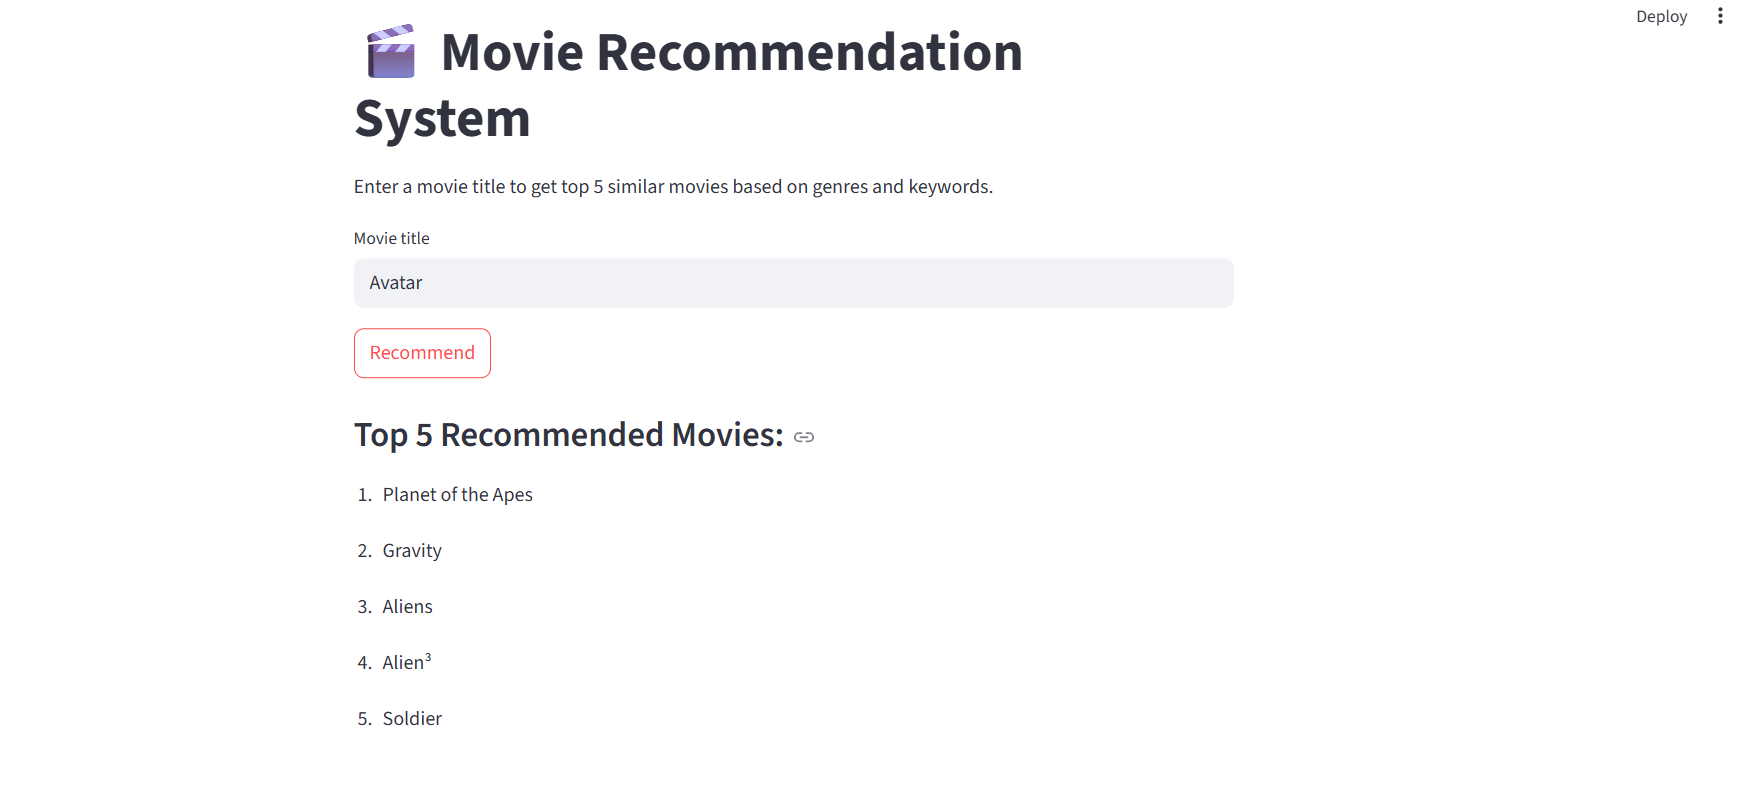 Deploy
Movie Recommendation
System
Enter a movie title to get top 5 similar movies based on genres and keywords.
Movie title
Avatar
Recommend
Top 5 Recommended Movies:
1. Planet of the Apes
2. Gravity
3. Aliens
4. Alien³
5. Soldier